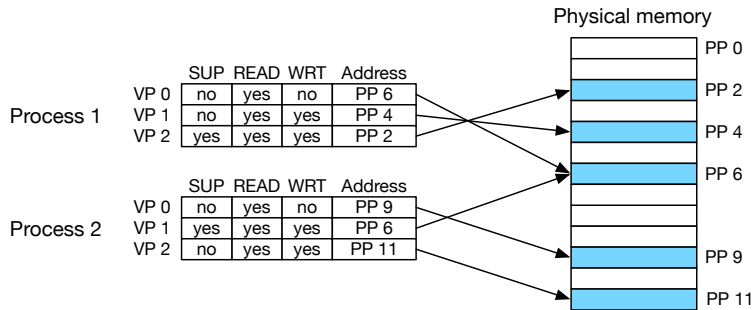 Physical memory
PP 0
SUP READ WRT Address
VP 0 no yes no PP 6
PP 2
Process 1
VP 1 no yes yes PP 4
VP 2 yes yes yes PP 2
PP 4
PP 6
SUP READ WRT Address
VP 0 no yes no PP 9
Process 2
VP 1 yes yes yes PP 6
VP 2 no yes yes PP 11
PP 9
PP 11